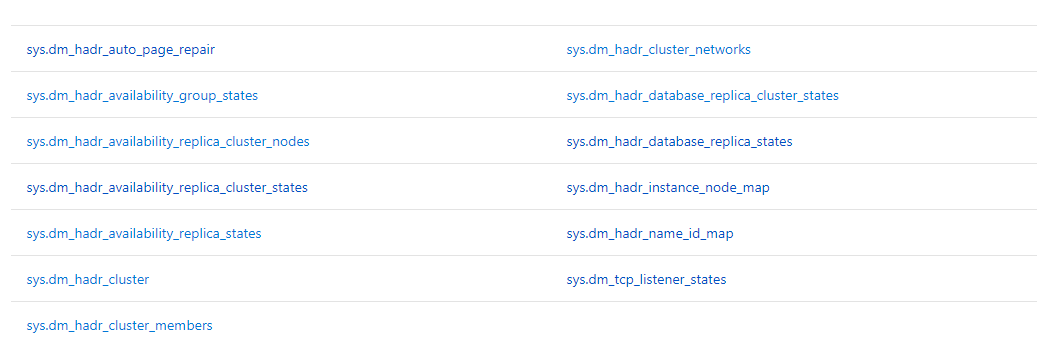 sys.dm_hadr_auto_page_repair sys.dm_hadr_cluster_networks
sys.dm_hadr_availability_group_states sys.dm_hadr_database_replica_cluster_states
sys.dm_hadr_availability_replica_cluster_nodes sys.dm_hadr_database_replica_states
sys.dm_hadr_availability_replica_cluster_states sys.dm_hadr_instance_node_map
sys.dm_hadr_availability_replica_states sys.dm_hadr_name_id_map
sys.dm_hadr_cluster sys.dm_tcp_listener_states
sys.dm_hadr_cluster_members